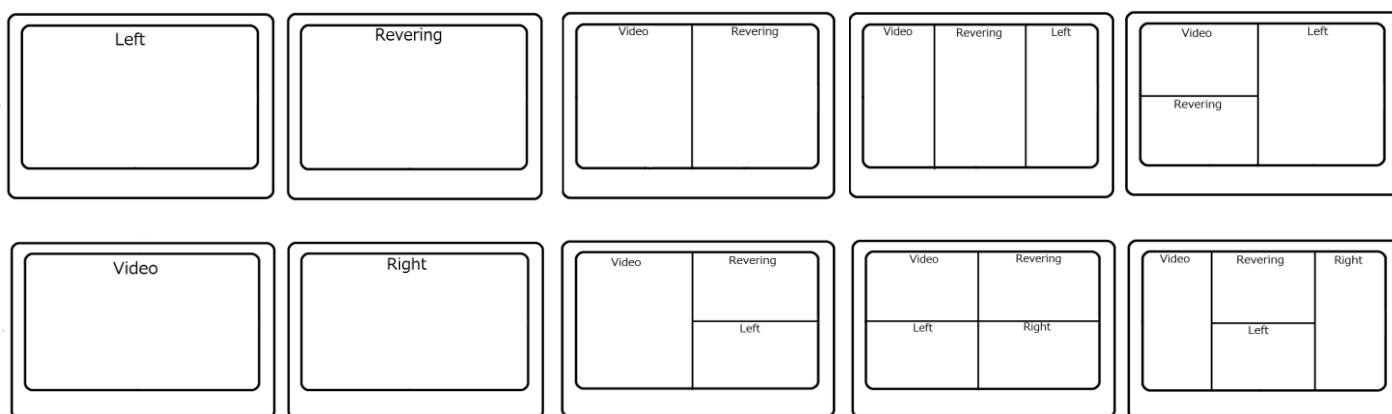 Left
Revering
Video Revering
Video Revering Left
Video Left
Revering
Video
Right
Video Revering
Left
Video Revering
Left Right
Video Revering Right
Left